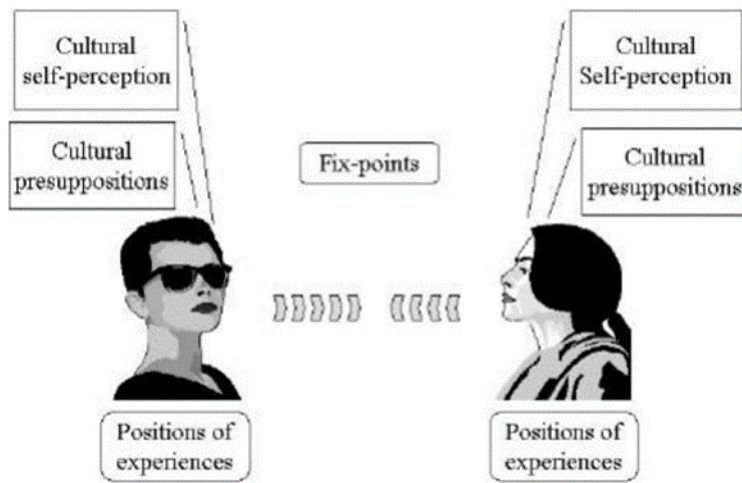 Cultural
self-perception
Cultural
Self-perception
Cultural
presuppositions
Fix-points
Cultural
presuppositions
Positions of
experiences
Positions of
experiences